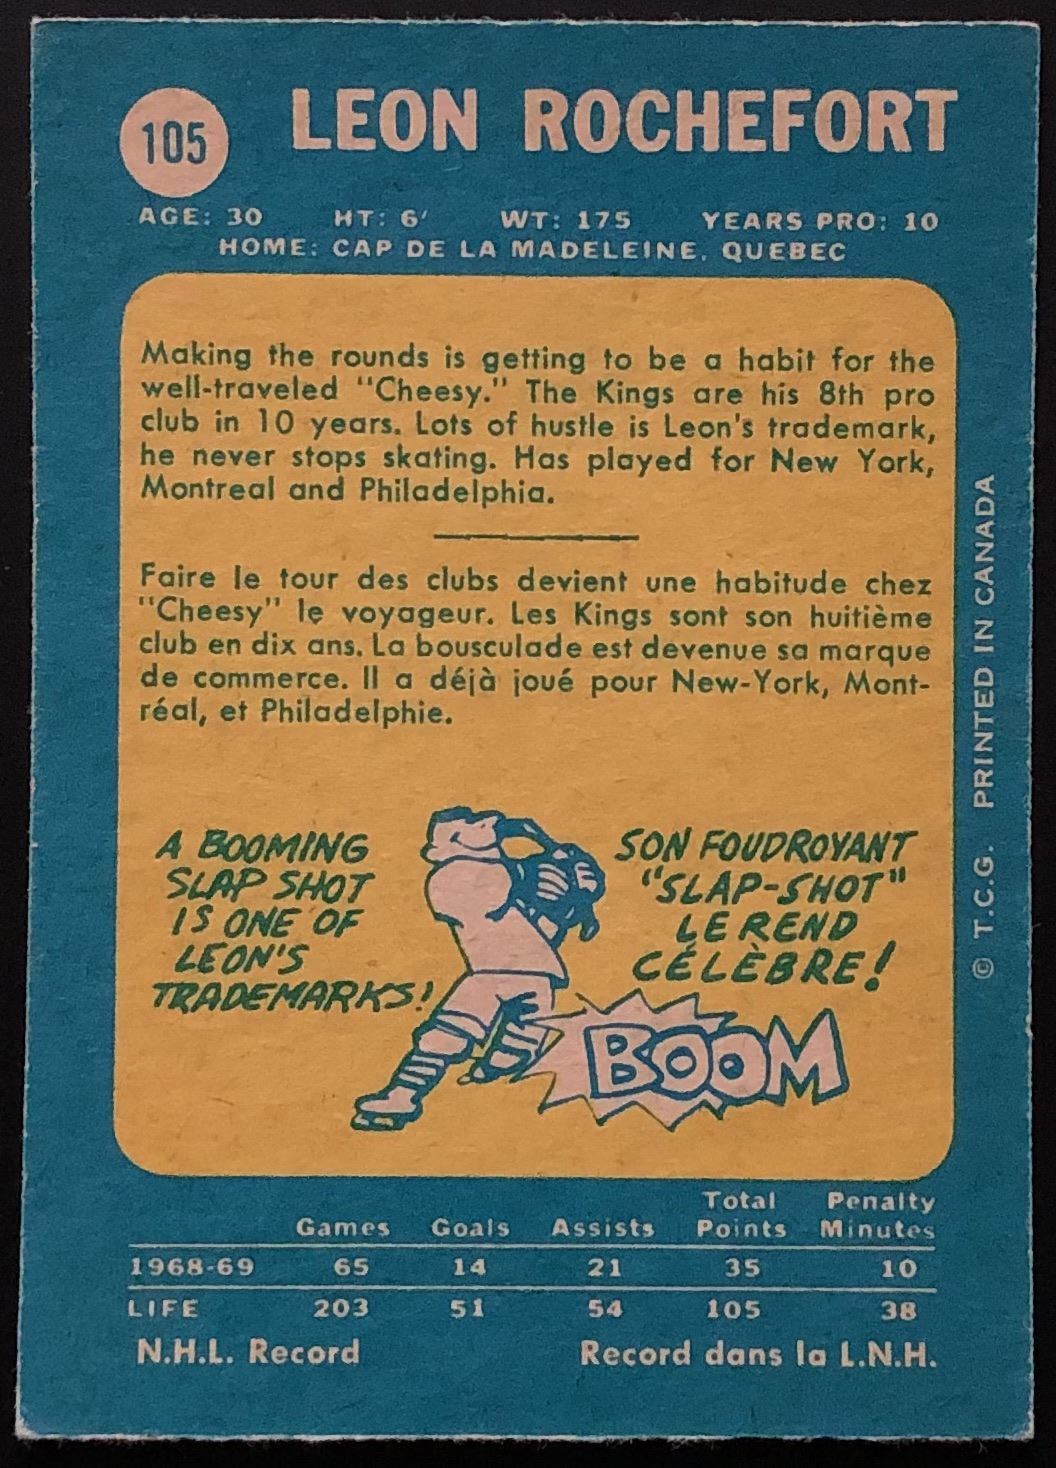 105 LEON ROCHEFORT
AGE: 30 HT: 6' WT: 175 YEARS PRO: 10
HOME: CAP DE LA MADELEINE, QUEBEC
Making the rounds is getting to be a habit for the
well-traveled "Cheesy." The Kings are his 8th pro
club in 10 years. Lots of hustle is Leon's trademark,
he never stops skating. Has played for New York,
Montreal and Philadelphia.
Faire le tour des clubs devient une habitude chez
"Cheesy" le voyageur. Les Kings sont son huitième
club en dix ans. La bousculade est devenue sa marque
de commerce. Il a déjà joué pour New-York, Mont-
réal, et Philadelphie.
A BOOMING
SLAP SHOT
IS ONE OF
LEON'S
TRADEMARKS!
SON FOUDROYANT
"SLAP-SHOT"
LE REND
CÉLÈBRE!
BOOM
© T.C.G. PRINTED IN CANADA
Total Penalty
Games Goals Assists Points Minutes
1968-69 65 14 21 35 10
LIFE 203 51 54 105 38
N.H.L. Record Record dans la L.N.H.